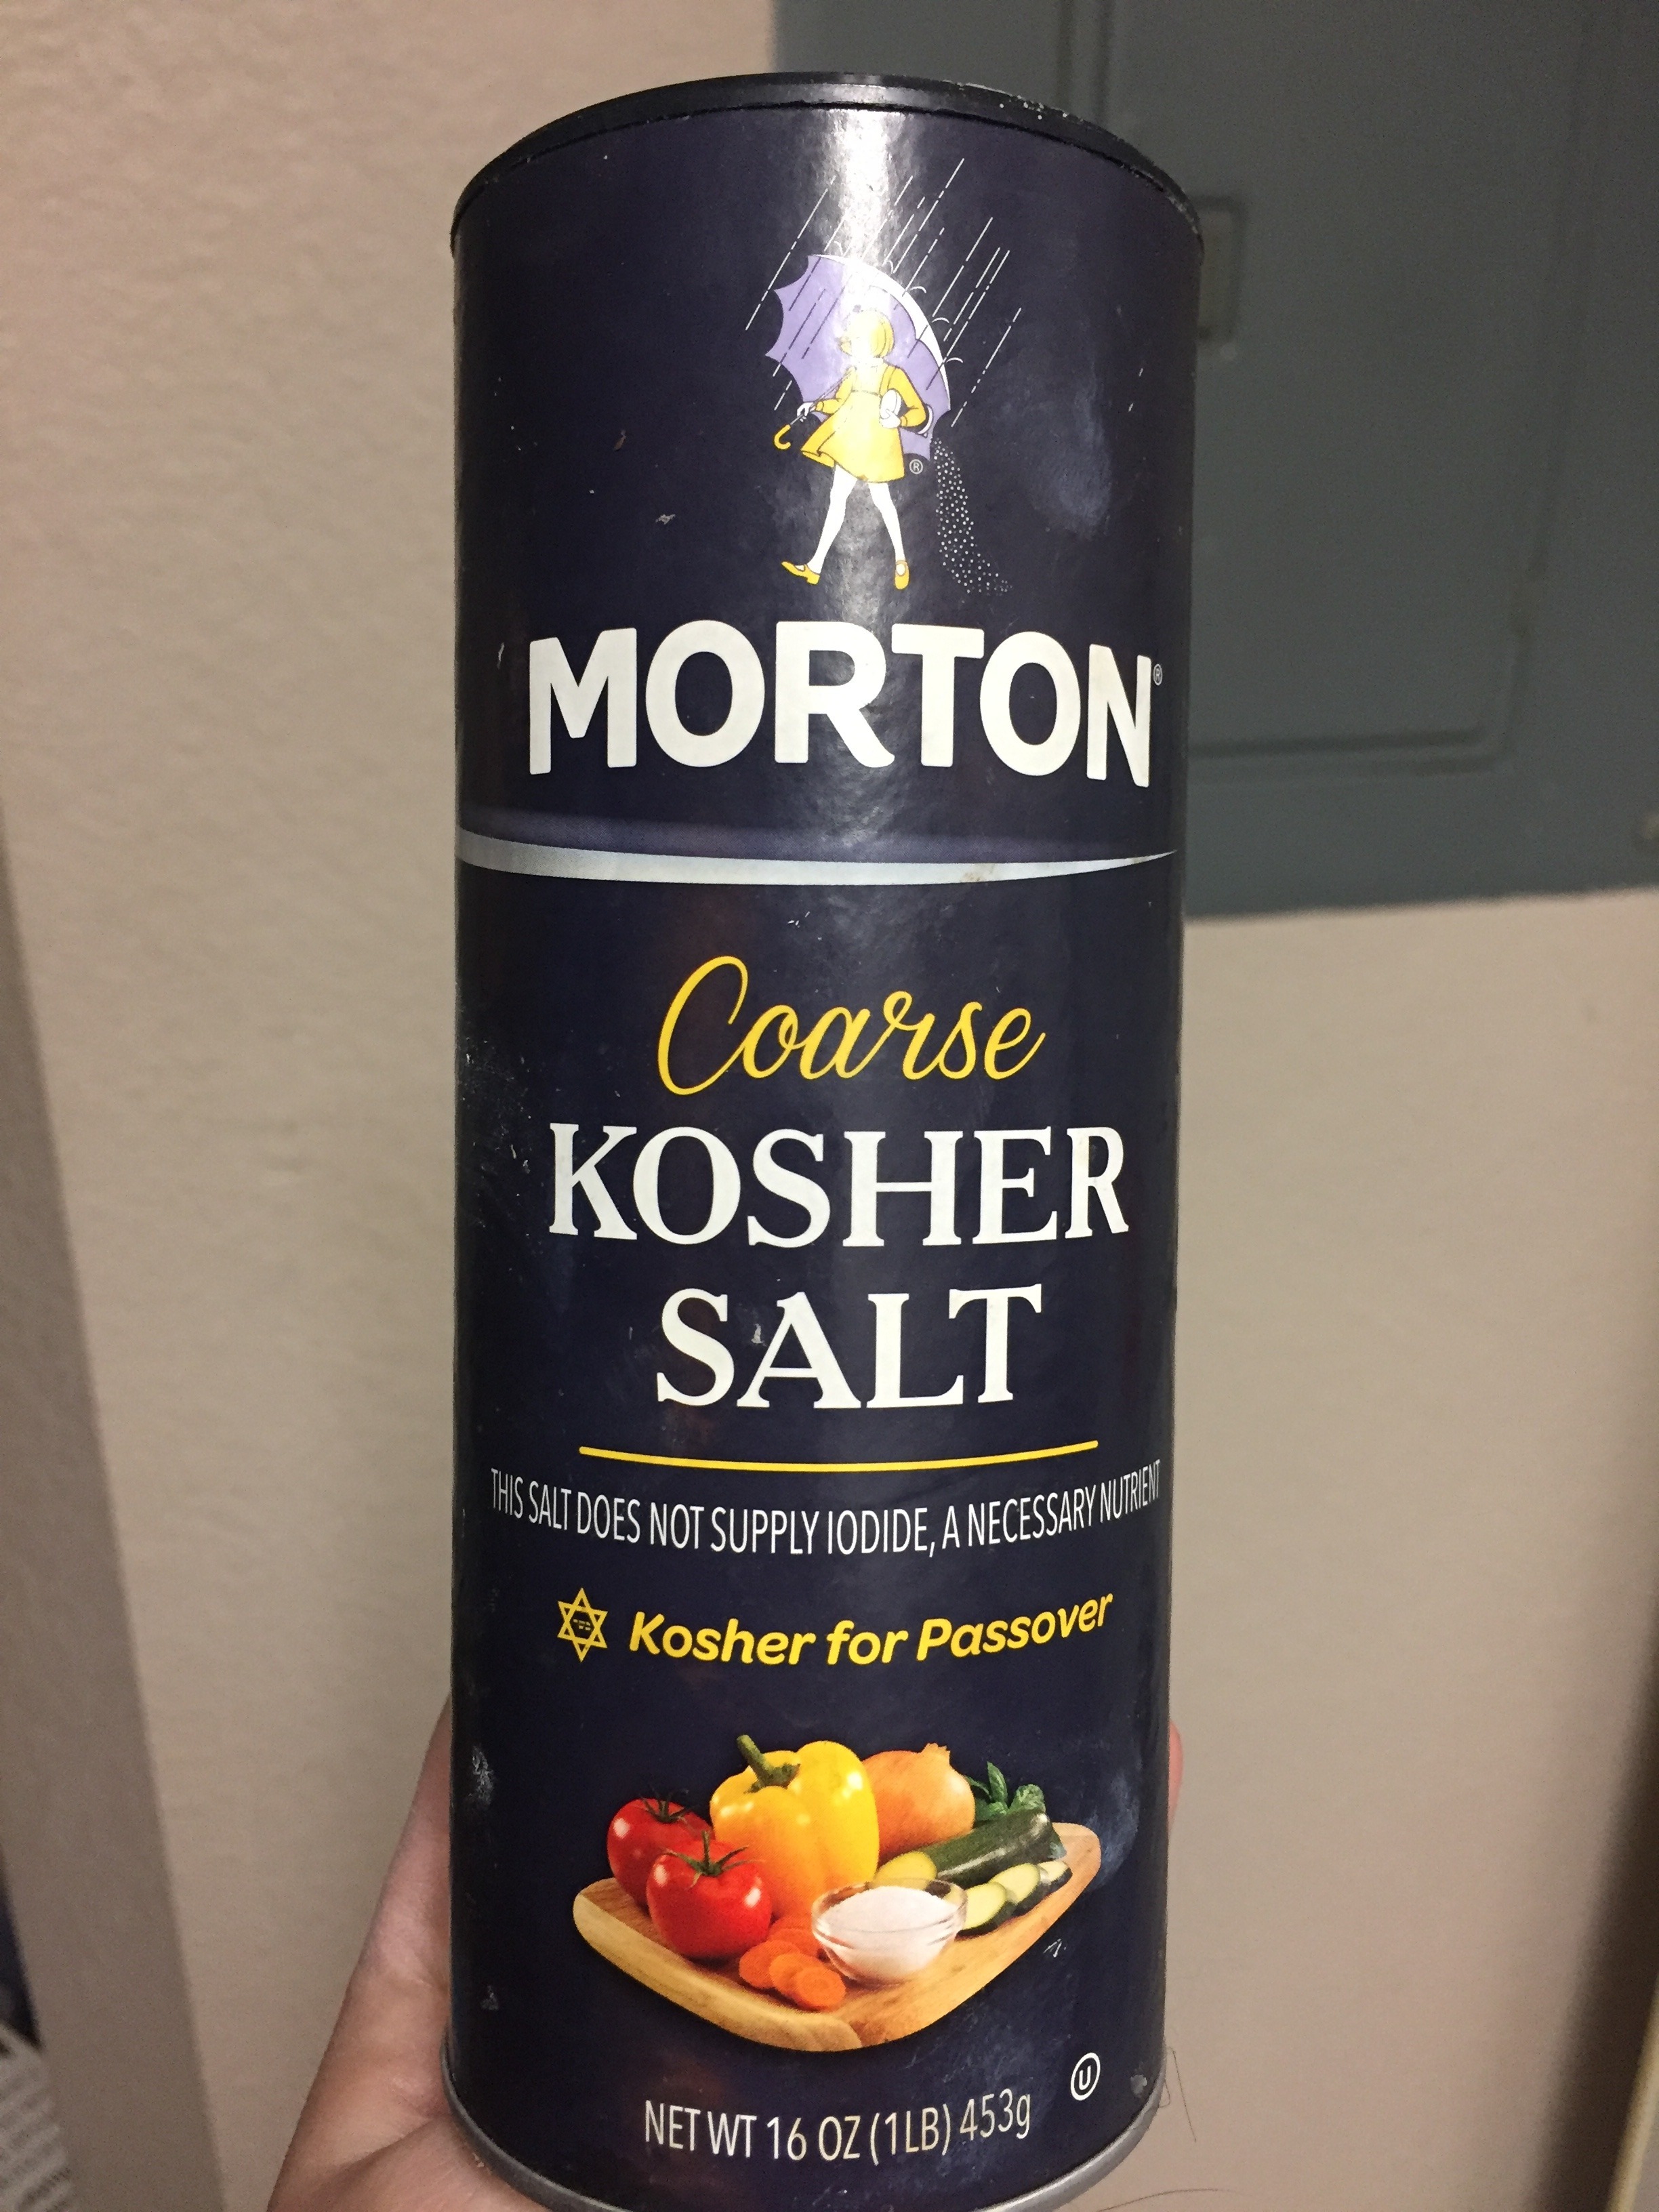 MORTON®
Coarse
KOSHER
SALT
THIS SALT DOES NOT SUPPLY IODIDE, A NECESSARY NUTRIENT
Kosher for Passover
U
NET WT 16 OZ (1LB) 453g